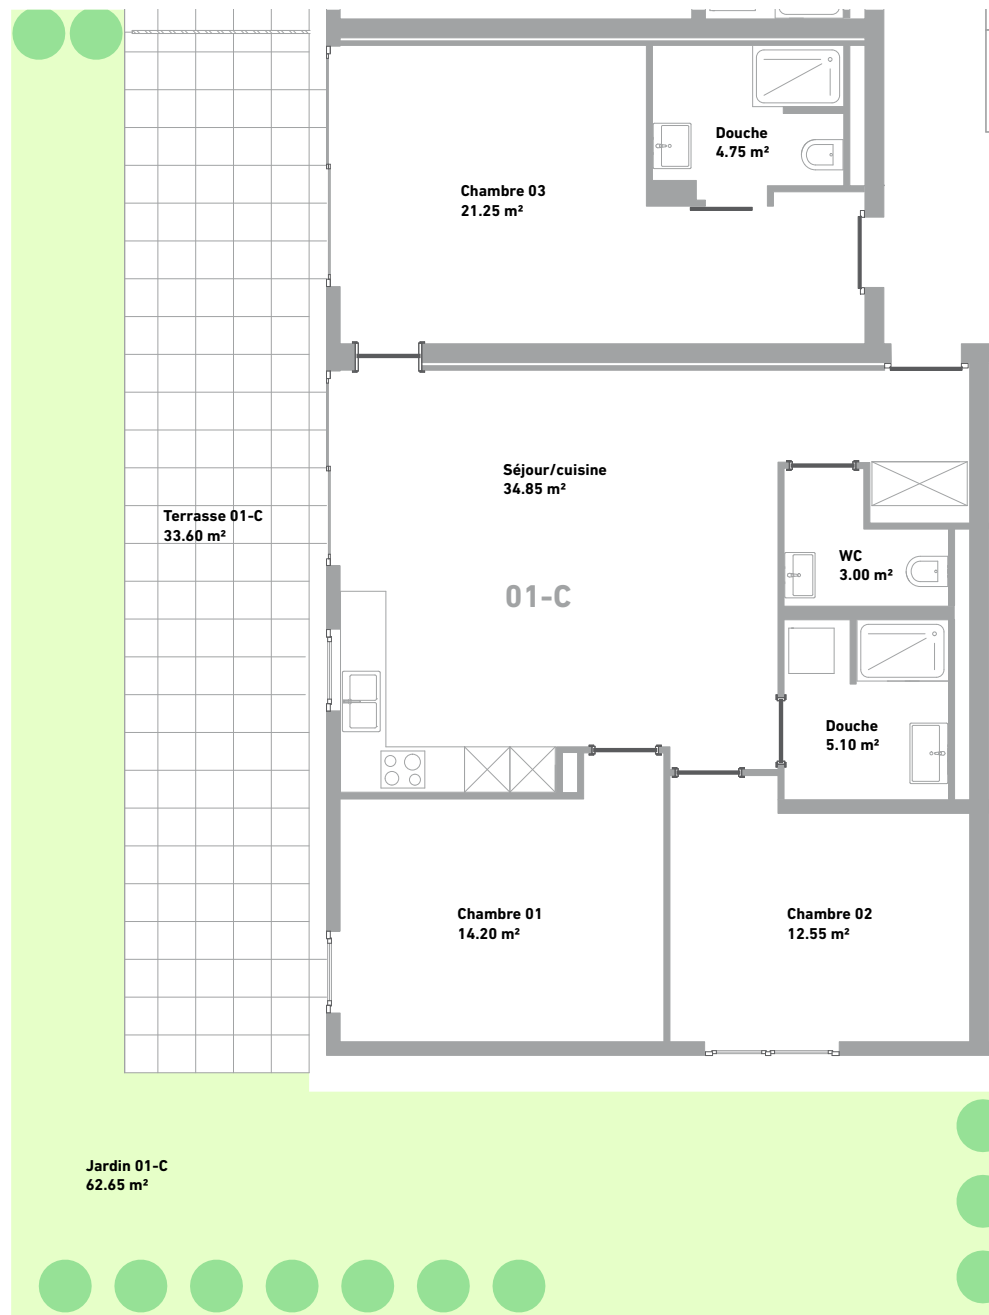 Douche
4.75 m²
Chambre 03
21.25 m²
Séjour/cuisine
34.85 m²
Terrasse 01-C
33.60 m²
WC
3.00 m²
01-C
Douche
5.10 m²
Chambre 01
14.20 m²
Chambre 02
12.55 m²
Jardin 01-C
62.65 m²